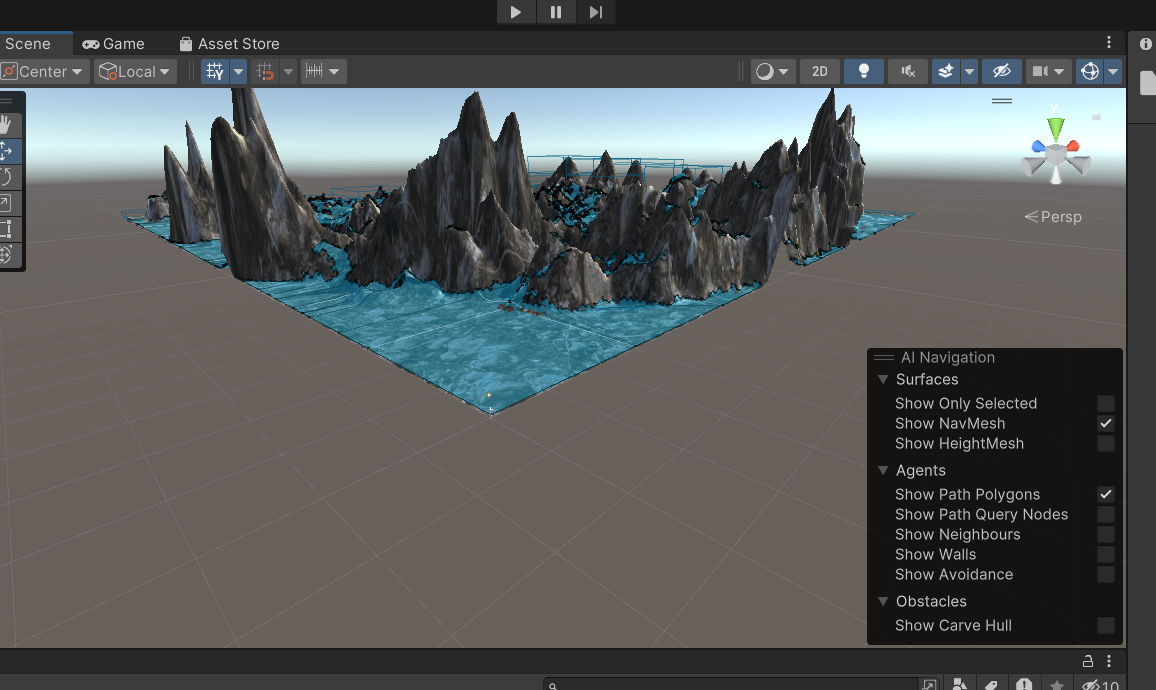 Scene Game Asset Store
Center Local 2D
y
Persp
AI Navigation
Surfaces
Show Only Selected
Show NavMesh
Show HeightMesh
Agents
Show Path Polygons
Show Path Query Nodes
Show Neighbours
Show Walls
Show Avoidance
Obstacles
Show Carve Hull
10